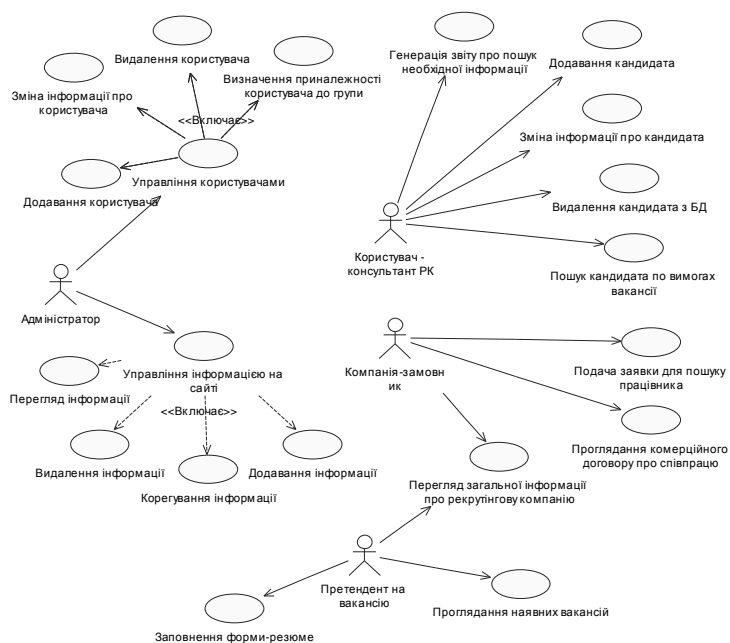 Видалення користувача
Зміна інформації про
користувача
Визначення приналежності
користувача до групи
<<Включає>>
Управління користувачами
Додавання користувача
Генерація звіту про пошук
необхідної інформації
Додавання кандидата
Зміна інформації про кандидата
Видалення кандидата з БД
Користувач -
консультант РК
Пошук кандидата по вимогах
вакансії
Адміністратор
Управління інформацією на
сайті
Перегляд інформації
<<Включає>>
Видалення інформації
Корегування інформації
Додавання інформації
Компанія-замовн
ик
Подача заявки для пошуку
працівника
Проглядання комерційного
договору про співпрацю
Перегляд загальної інформації
про рекрутінгову компанію
Претендент на
вакансію
Заповнення форми-резюме
Проглядання наявних вакансій